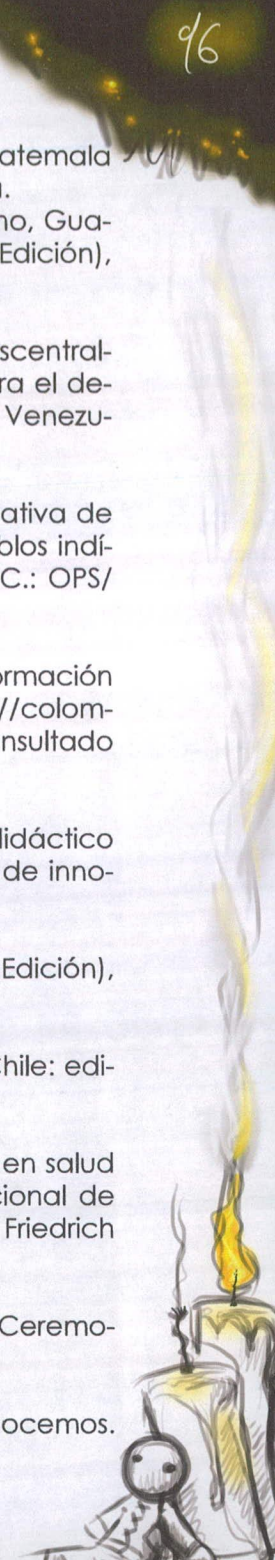 96
atemala
no, Gua-
Edición),
scentral-
ra el de-
Venezu-
ativa de
blos indí-
C.: OPS/
ormación
//colom-
nsultado
didáctico
de inno-
Edición),
Chile: edi-
en salud
cional de
Friedrich
Ceremo-
ocemos.